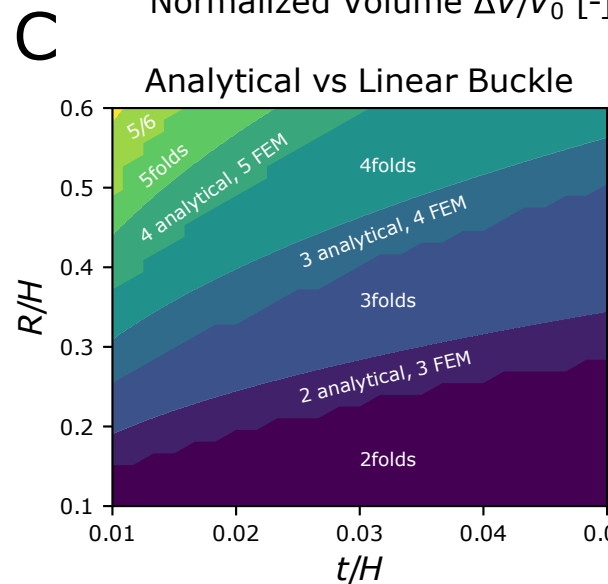 Normalized Volume ΔV/V₀ [-]
C
Analytical vs Linear Buckle
0.6
0.5
0.4
0.3
0.2
0.1
R/H
5/6
5folds
4 analytical, 5 FEM
4folds
3 analytical, 4 FEM
3folds
2 analytical, 3 FEM
2folds
0.01
0.02
0.03
0.04
t/H